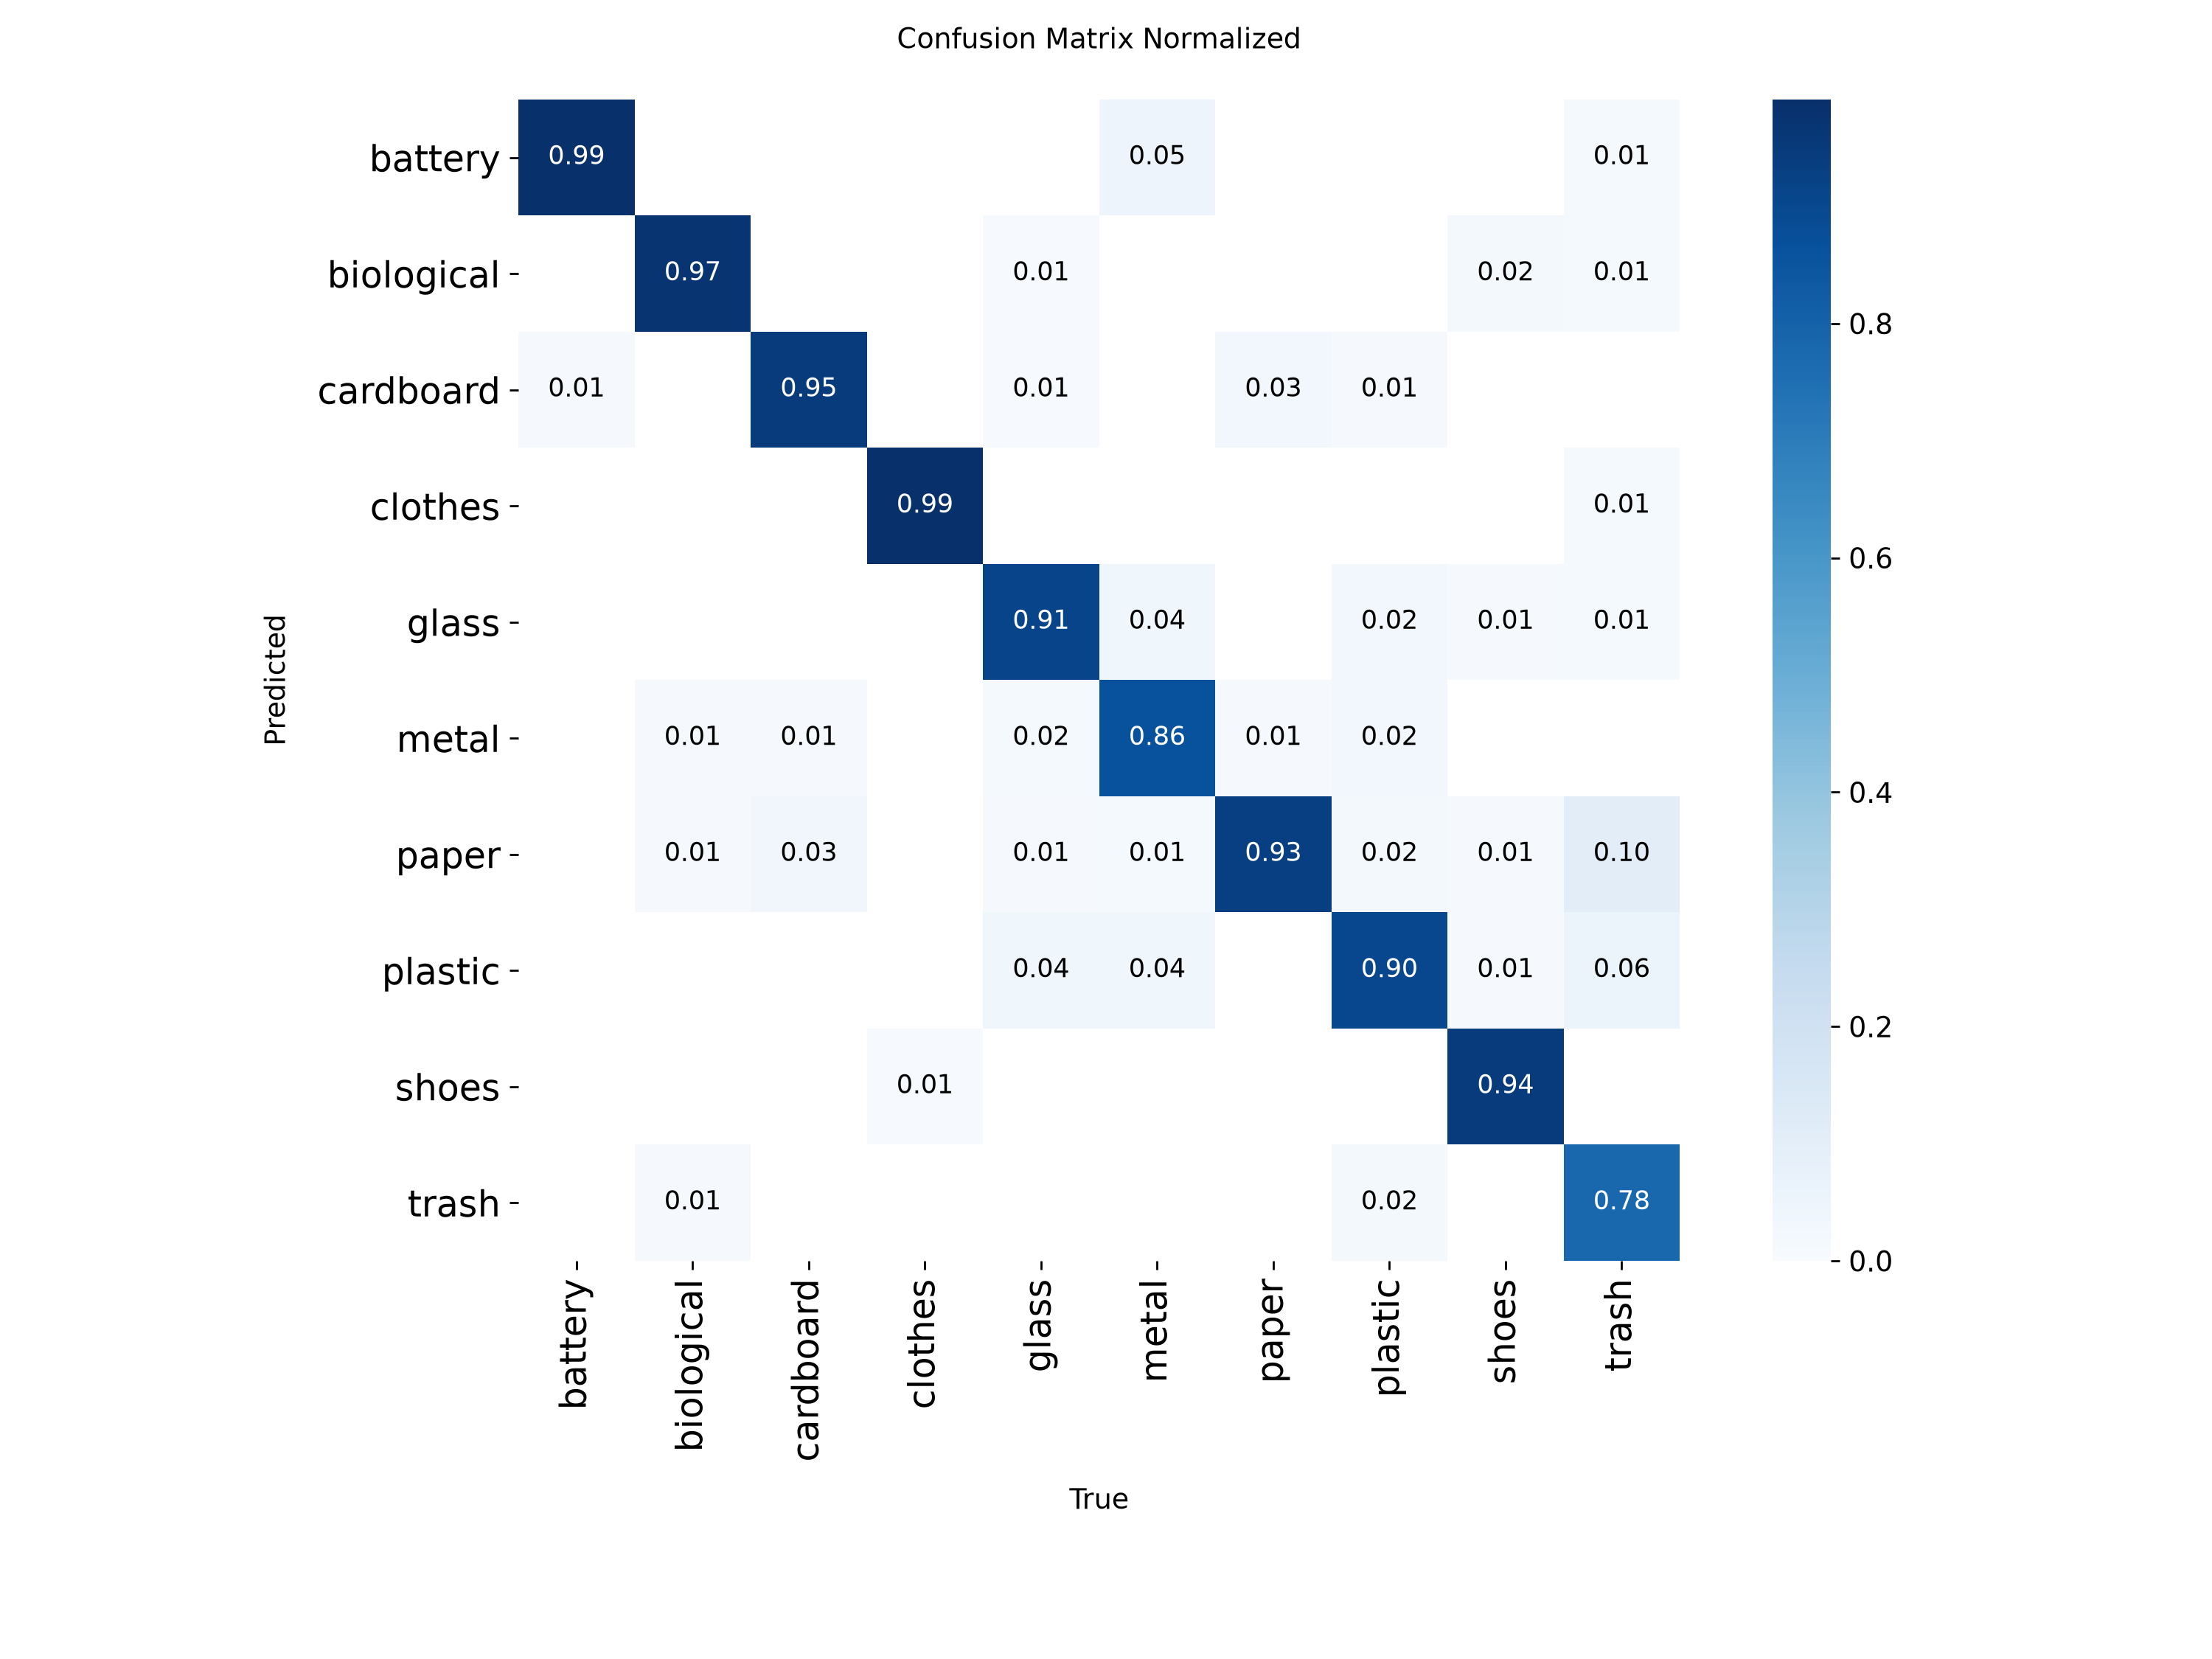 Confusion Matrix Normalized
battery 0.99 0.05 0.01
biological 0.97 0.01 0.02 0.01
0.8
cardboard 0.01 0.95 0.01 0.03 0.01
clothes 0.99 0.01
0.6
glass 0.91 0.04 0.02 0.01 0.01
Predicted
metal 0.01 0.01 0.02 0.86 0.01 0.02
0.4
paper 0.01 0.03 0.01 0.01 0.93 0.02 0.01 0.10
plastic 0.04 0.04 0.90 0.01 0.06
0.2
shoes 0.01 0.94
trash 0.01 0.02 0.78
0.0
battery biological cardboard clothes glass metal paper plastic shoes trash
True